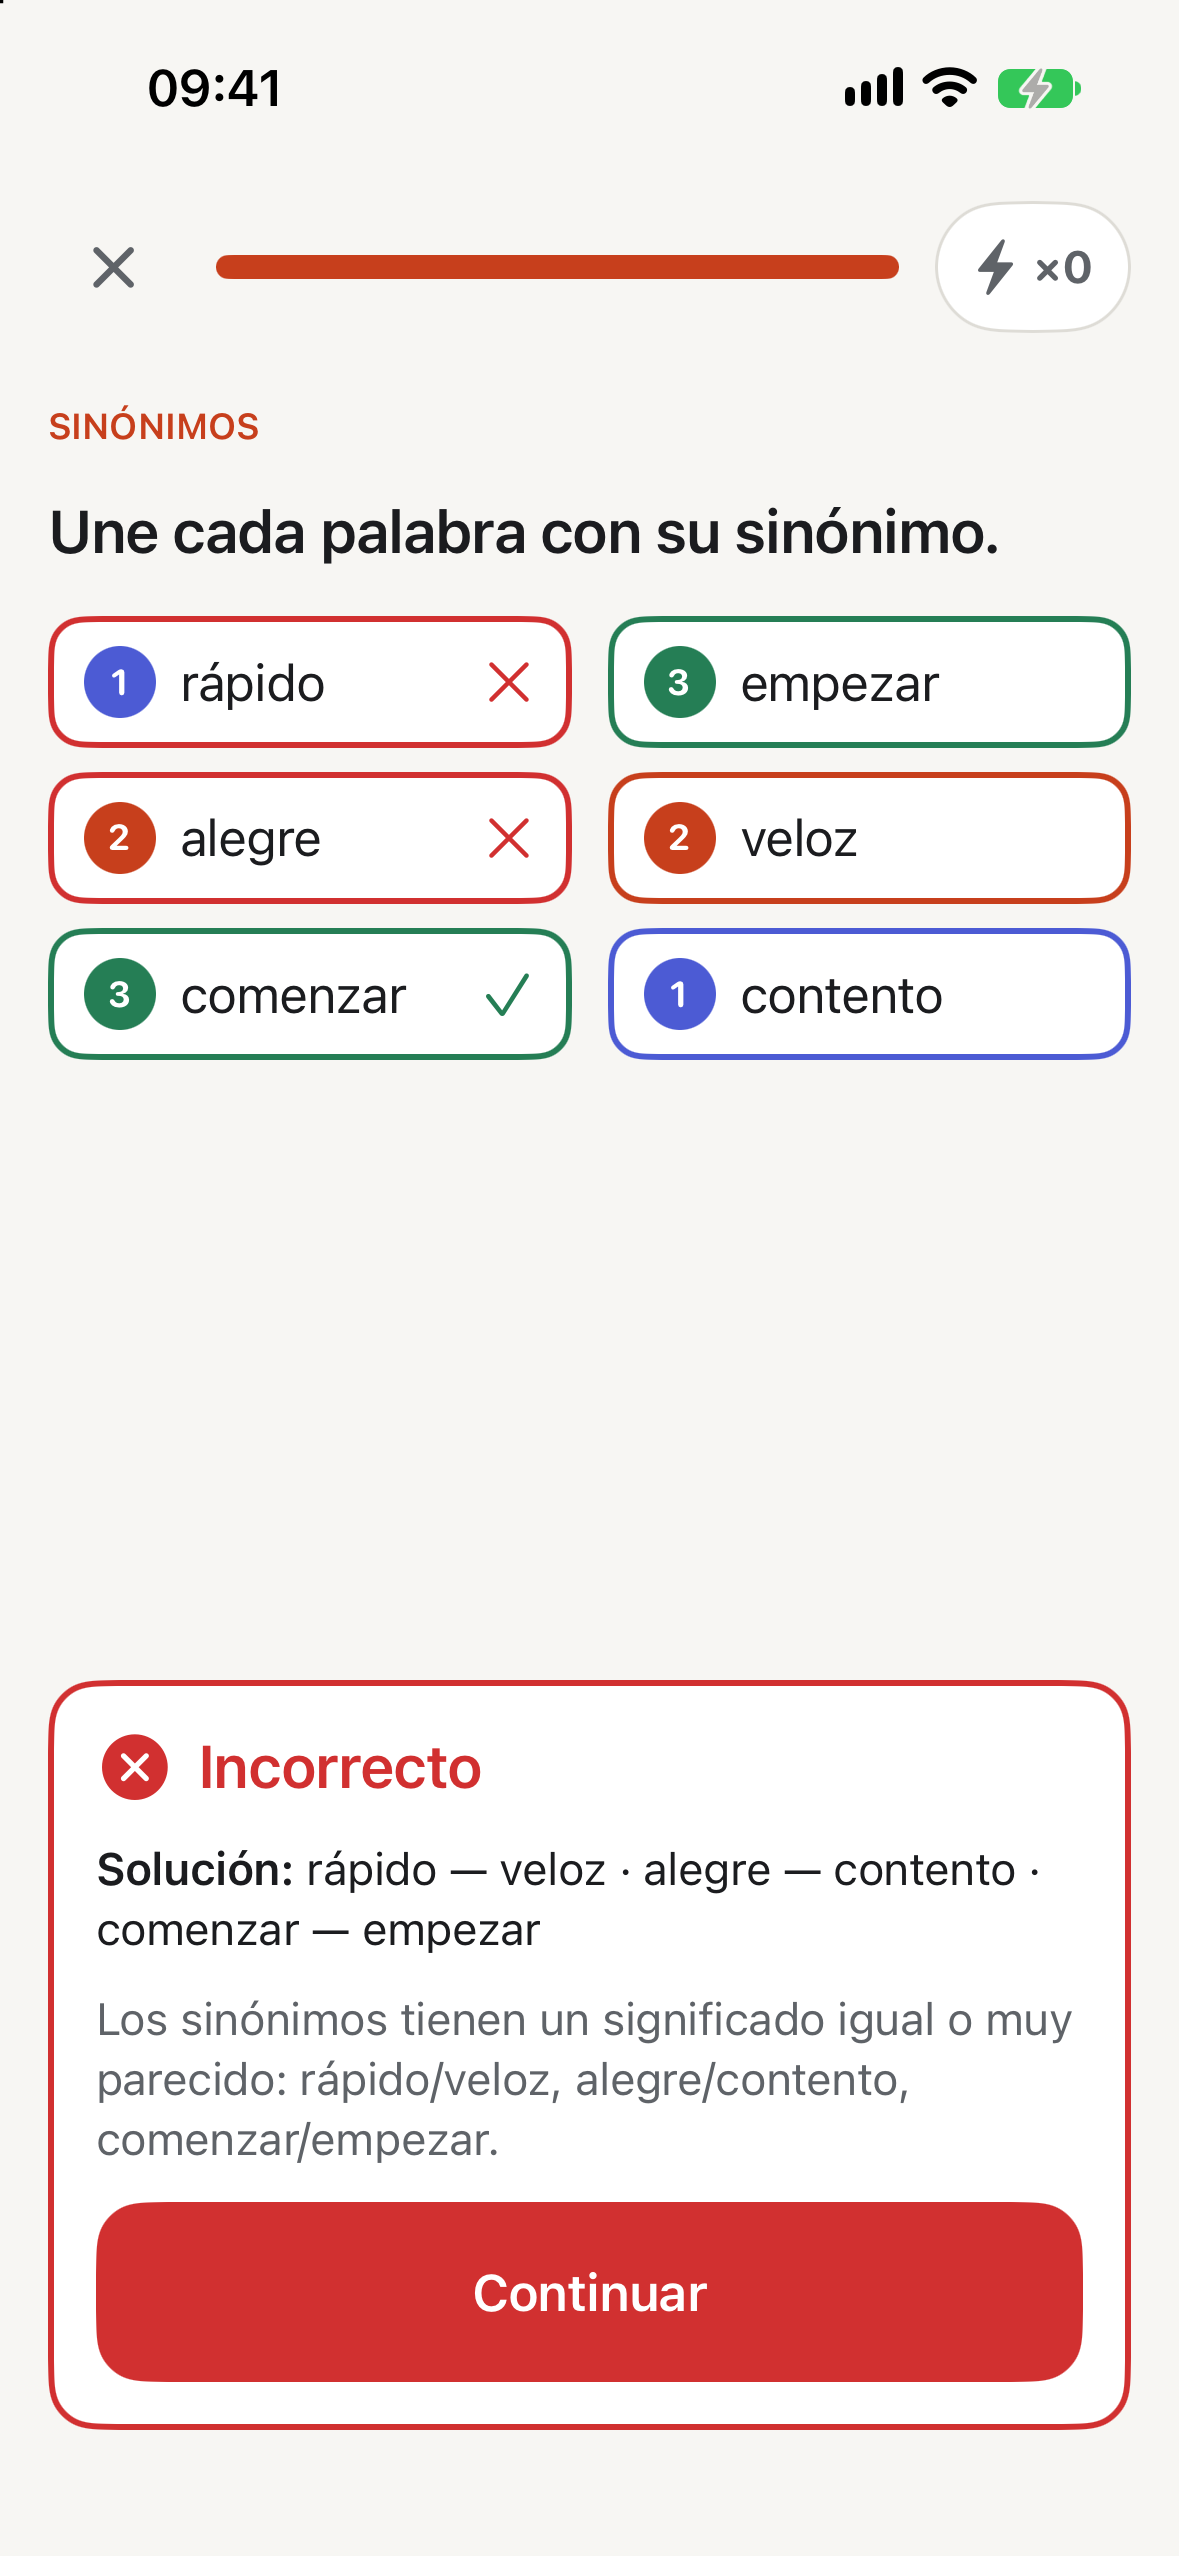 09:41
×0
SINÓNIMOS
Une cada palabra con su sinónimo.
1 rápido
3 empezar
2 alegre
2 veloz
3 comenzar
1 contento
Incorrecto
Solución: rápido — veloz · alegre — contento ·
comenzar — empezar
Los sinónimos tienen un significado igual o muy
parecido: rápido/veloz, alegre/contento,
comenzar/empezar.
Continuar